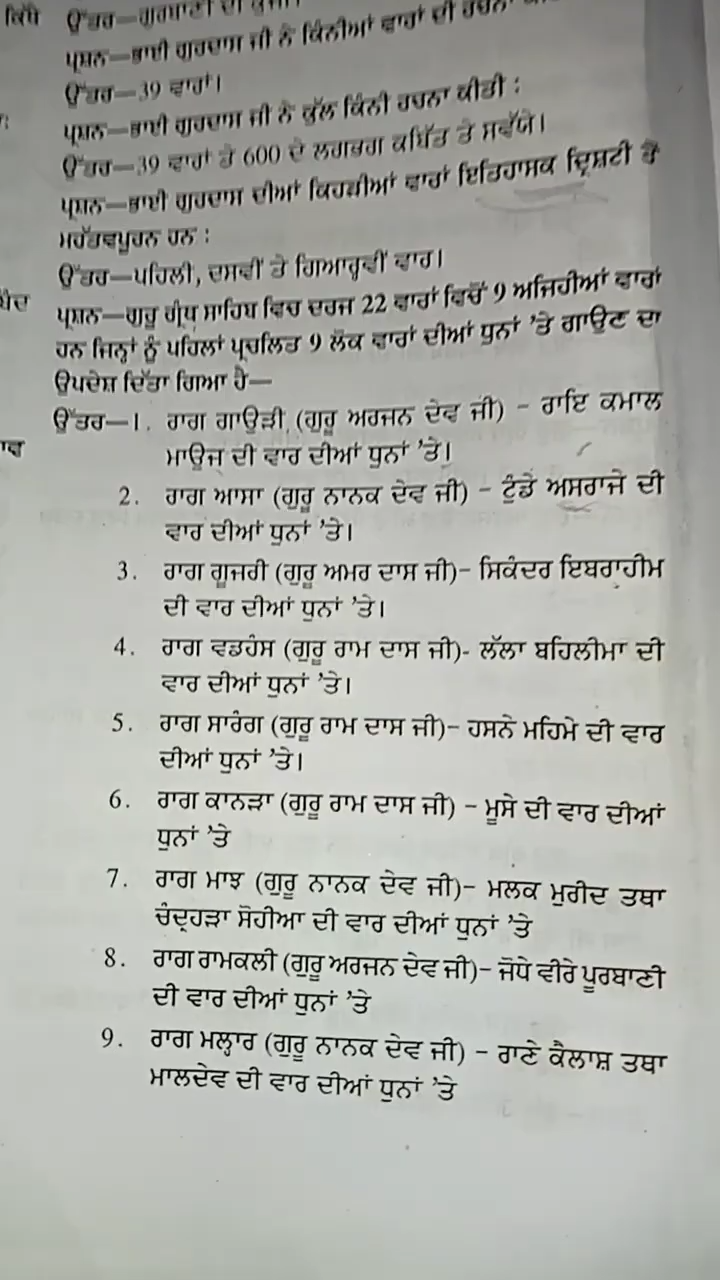 ਕਿੱਥੇ
ਉੱਤਰ—ਗੁਰਬਾਣੀ ਦੀ
ਪ੍ਰਸ਼ਨ—ਭਾਈ ਗੁਰਦਾਸ ਜੀ ਨੇ ਕਿੰਨੀਆਂ ਵਾਰਾਂ ਦੀ ਰਚਨਾ
ਉੱਤਰ—39 ਵਾਰਾਂ।
ਪ੍ਰਸ਼ਨ—ਭਾਈ ਗੁਰਦਾਸ ਜੀ ਨੇ ਕੁੱਲ ਕਿੰਨੀ ਰਚਨਾ ਕੀਤੀ :
ਉੱਤਰ—39 ਵਾਰਾਂ ਤੇ 600 ਦੇ ਲਗਭਗ ਕਬਿੱਤ ਤੇ ਸਵੱਯੇ।
ਪ੍ਰਸ਼ਨ—ਭਾਈ ਗੁਰਦਾਸ ਦੀਆਂ ਕਿਹੜੀਆਂ ਵਾਰਾਂ ਇਤਿਹਾਸਕ ਦ੍ਰਿਸ਼ਟੀ ਤੋਂ
ਮਹੱਤਵਪੂਰਨ ਹਨ :
ਉੱਤਰ—ਪਹਿਲੀ, ਦਸਵੀਂ ਤੇ ਗਿਆਰ੍ਹਵੀਂ ਵਾਰ।
ਪ੍ਰਸ਼ਨ—ਗੁਰੂ ਗ੍ਰੰਥ ਸਾਹਿਬ ਵਿਚ ਦਰਜ 22 ਵਾਰਾਂ ਵਿਚੋਂ 9 ਅਜਿਹੀਆਂ ਵਾਰਾਂ
ਹਨ ਜਿਨ੍ਹਾਂ ਨੂੰ ਪਹਿਲਾਂ ਪ੍ਰਚਲਿਤ 9 ਲੋਕ ਵਾਰਾਂ ਦੀਆਂ ਧੁਨਾਂ 'ਤੇ ਗਾਉਣ ਦਾ
ਉਪਦੇਸ਼ ਦਿੱਤਾ ਗਿਆ ਹੈ—
ਉੱਤਰ—1. ਰਾਗ ਗਾਉੜੀ (ਗੁਰੂ ਅਰਜਨ ਦੇਵ ਜੀ) - ਰਾਇ ਕਮਾਲ
ਮਾਉਜ ਦੀ ਵਾਰ ਦੀਆਂ ਧੁਨਾਂ 'ਤੇ।
2. ਰਾਗ ਆਸਾ (ਗੁਰੂ ਨਾਨਕ ਦੇਵ ਜੀ) - ਟੁੰਡੇ ਅਸਰਾਜੇ ਦੀ
ਵਾਰ ਦੀਆਂ ਧੁਨਾਂ 'ਤੇ।
3. ਰਾਗ ਗੂਜਰੀ (ਗੁਰੂ ਅਮਰ ਦਾਸ ਜੀ)- ਸਿਕੰਦਰ ਇਬਰਾਹੀਮ
ਦੀ ਵਾਰ ਦੀਆਂ ਧੁਨਾਂ 'ਤੇ।
4. ਰਾਗ ਵਡਹੰਸ (ਗੁਰੂ ਰਾਮ ਦਾਸ ਜੀ)- ਲੱਲਾ ਬਹਿਲੀਮਾ ਦੀ
ਵਾਰ ਦੀਆਂ ਧੁਨਾਂ 'ਤੇ।
5. ਰਾਗ ਸਾਰੰਗ (ਗੁਰੂ ਰਾਮ ਦਾਸ ਜੀ)- ਹਸਨੇ ਮਹਿਮੇ ਦੀ ਵਾਰ
ਦੀਆਂ ਧੁਨਾਂ 'ਤੇ।
6. ਰਾਗ ਕਾਨੜਾ (ਗੁਰੂ ਰਾਮ ਦਾਸ ਜੀ) - ਮੂਸੇ ਦੀ ਵਾਰ ਦੀਆਂ
ਧੁਨਾਂ 'ਤੇ
7. ਰਾਗ ਮਾਝ (ਗੁਰੂ ਨਾਨਕ ਦੇਵ ਜੀ)- ਮਲਕ ਮੁਰੀਦ ਤਥਾ
ਚੰਦ੍ਰਹੜਾ ਸੋਹੀਆ ਦੀ ਵਾਰ ਦੀਆਂ ਧੁਨਾਂ 'ਤੇ
8. ਰਾਗ ਰਾਮਕਲੀ (ਗੁਰੂ ਅਰਜਨ ਦੇਵ ਜੀ)- ਜੋਧੇ ਵੀਰੇ ਪੂਰਬਾਣੀ
ਦੀ ਵਾਰ ਦੀਆਂ ਧੁਨਾਂ 'ਤੇ
9. ਰਾਗ ਮਲ੍ਹਾਰ (ਗੁਰੂ ਨਾਨਕ ਦੇਵ ਜੀ) - ਰਾਣੇ ਕੈਲਾਸ਼ ਤਥਾ
ਮਾਲਦੇਵ ਦੀ ਵਾਰ ਦੀਆਂ ਧੁਨਾਂ 'ਤੇ